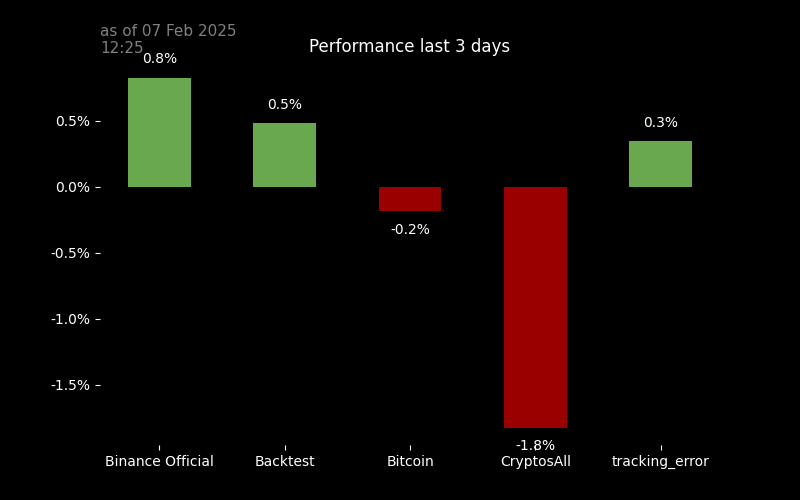 as of 07 Feb 2025
12:25
Performance last 3 days
0.8%
0.5%
-0.2%
-1.8%
0.3%
0.5%
0.0%
-0.5%
-1.0%
-1.5%
Binance Official
Backtest
Bitcoin
CryptosAll
tracking_error